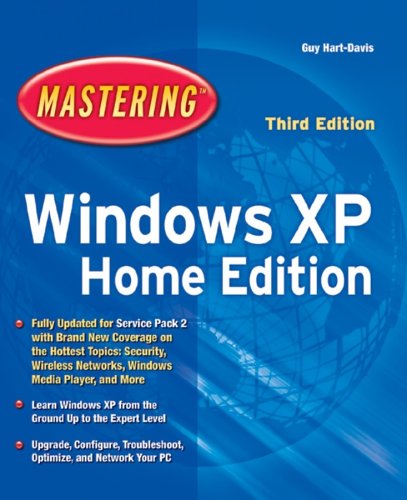 Guy Hart-Davis
MASTERING™
Third Edition
Windows XP
Home Edition
Fully Updated for Service Pack 2
with Brand New Coverage on
the Hottest Topics: Security,
Wireless Networks, Windows
Media Player, and More
Learn Windows XP from the
Ground Up to the Expert Level
Upgrade, Configure, Troubleshoot,
Optimize, and Network Your PC